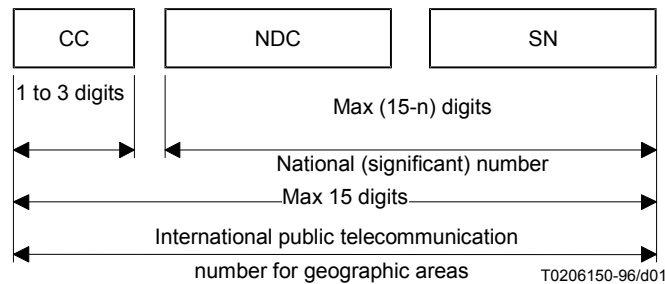 CC NDC SN
1 to 3 digits
Max (15-n) digits
National (significant) number
Max 15 digits
International public telecommunication
number for geographic areas
T0206150-96/d01